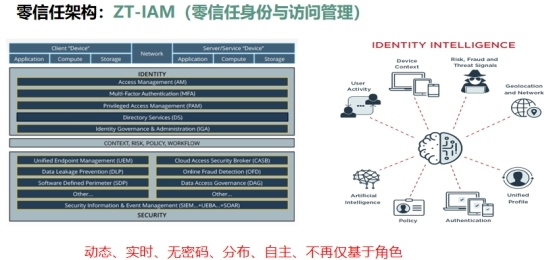 零信任架构：ZT-IAM（零信任身份与访问管理）
Client "Device"
Network
Server/Service "Device"
Application
Compute
Storage
Application
Compute
Storage
IDENTITY
Access Management (AM)
Multi-Factor Authentication (MFA)
Privileged Access Management (PAM)
Directory Services (DS)
Identity Governance & Administration (IGA)
CONTEXT, RISK, POLICY, WORKFLOW
Unified Endpoint Management (UEM)
Cloud Access Security Broker (CASB)
Data Leakage Prevention (DLP)
Online Fraud Detection (OFD)
Software Defined Perimeter (SDP)
Data Access Governance (DAG)
Other...
Other...
Security Information & Event Management (SIEM...+UEBA...+SOAR)
SECURITY
IDENTITY INTELLIGENCE
Device
Context
Risk, Fraud and
Threat Signals
User
Activity
Geolocation
and Network
Artificial
Intelligence
Unified
Profile
Policy
Authentication
动态、实时、无密码、分布、自主、不再仅基于角色